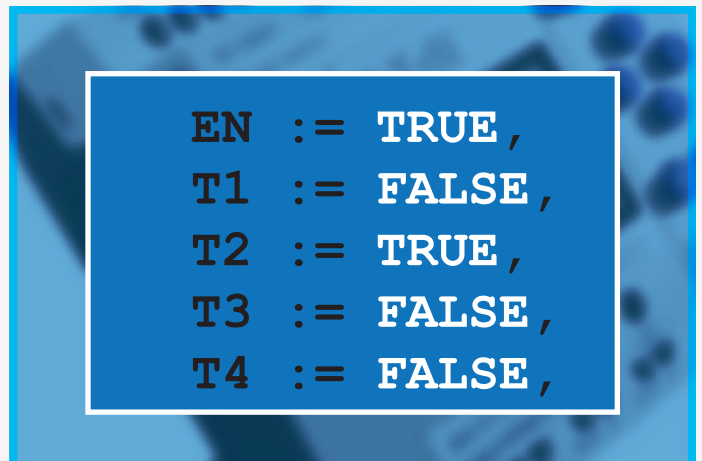 EN := TRUE,
T1 := FALSE,
T2 := TRUE,
T3 := FALSE,
T4 := FALSE,